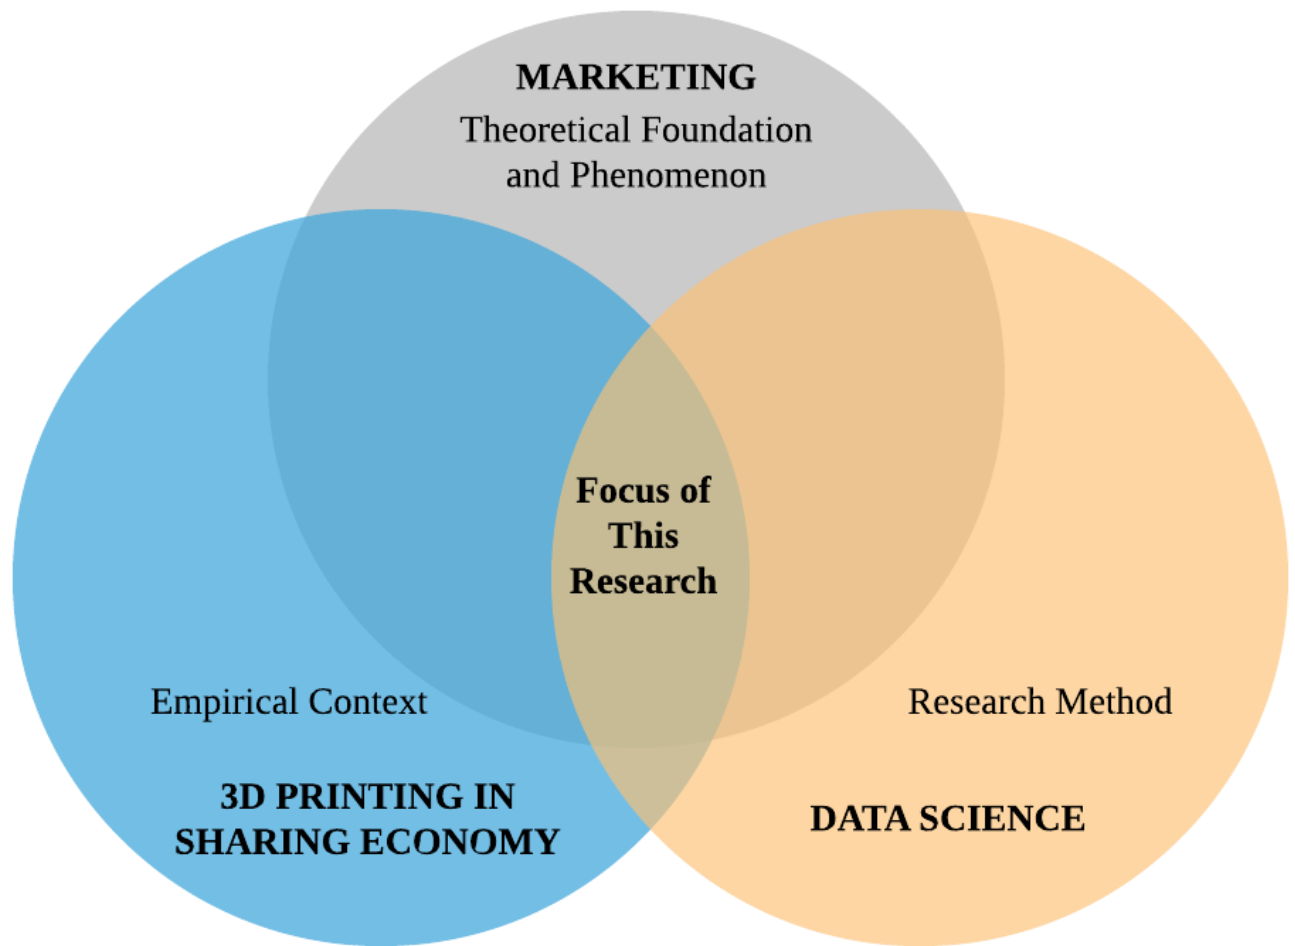 MARKETING
Theoretical Foundation
and Phenomenon
Focus of
This
Research
Empirical Context
3D PRINTING IN
SHARING ECONOMY
Research Method
DATA SCIENCE